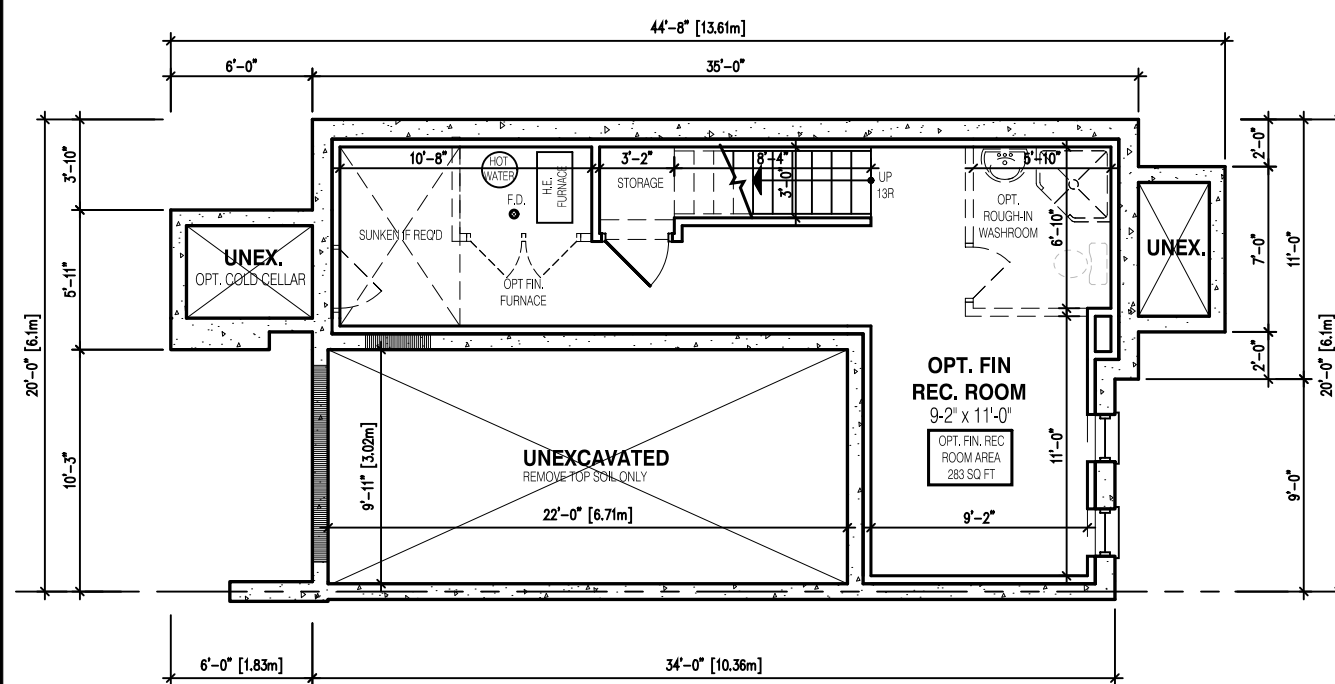 44'-8" [13.61m]
6'-0"
35'-0"
3'-10"
5'-11"
10'-3"
20'-0" [6.1m]
10'-8"
3'-2"
8'-4"
5'-10"
HOT
WATER
H.E.
FURNACE
F.D.
STORAGE
3'-0"
UP
13R
OPT.
ROUGH-IN
WASHROOM
6'-10"
SUNKEN IF REQ'D
OPT FIN.
FURNACE
UNEX.
OPT. COLD CELLAR
UNEX.
2'-0"
7'-0"
2'-0"
11'-0"
9'-0"
20'-0" [6.1m]
OPT. FIN
REC. ROOM
9-2" x 11'-0"
OPT. FIN. REC
ROOM AREA
283 SQ FT
11'-0"
9'-2"
UNEXCAVATED
REMOVE TOP SOIL ONLY
9'-11" [3.02m]
22'-0" [6.71m]
6'-0" [1.83m]
34'-0" [10.36m]